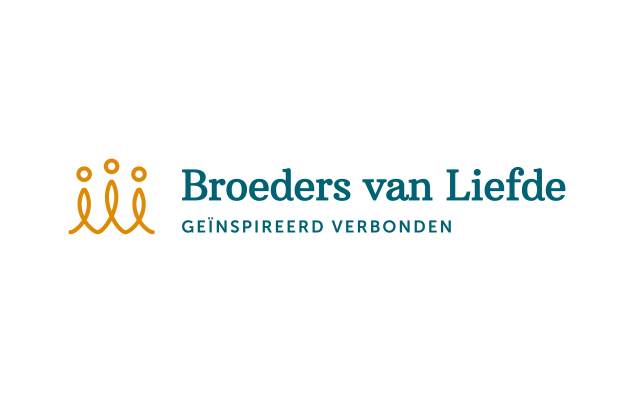 Broeders van Liefde
GEÏNSPIREERD VERBONDEN